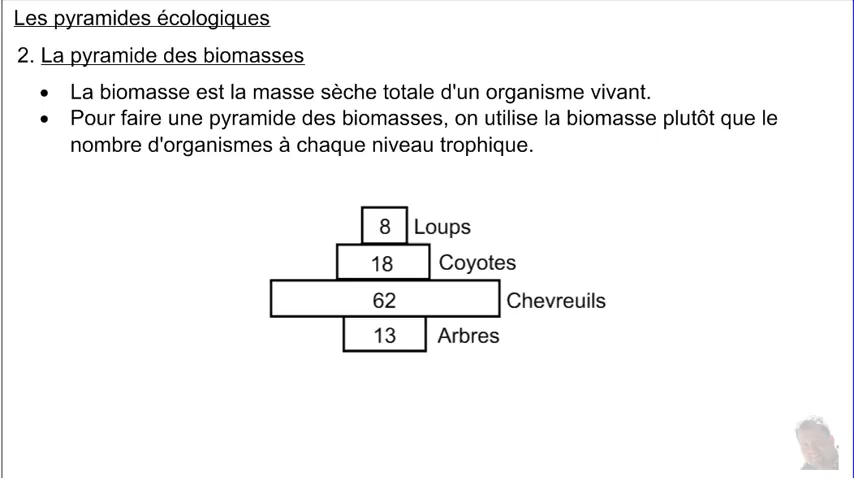 Les pyramides écologiques
2. La pyramide des biomasses
• La biomasse est la masse sèche totale d'un organisme vivant.
• Pour faire une pyramide des biomasses, on utilise la biomasse plutôt que le
nombre d'organismes à chaque niveau trophique.
8 Loups
18 Coyotes
62 Chevreuils
13 Arbres